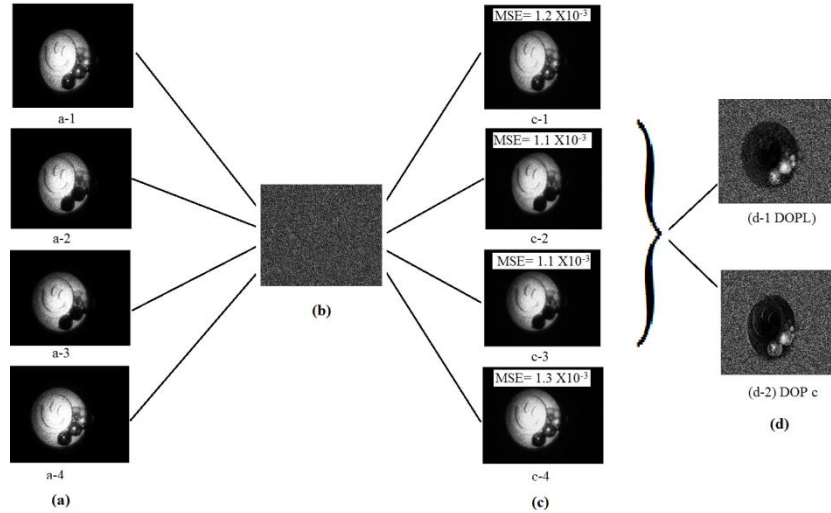 a-1
a-2
a-3
a-4
(a)
(b)
MSE= 1.2 X10⁻³
c-1
MSE= 1.1 X10⁻³
c-2
MSE= 1.1 X10⁻³
c-3
MSE= 1.3 X10⁻³
c-4
(c)
(d-1 DOPL)
(d-2) DOP c
(d)